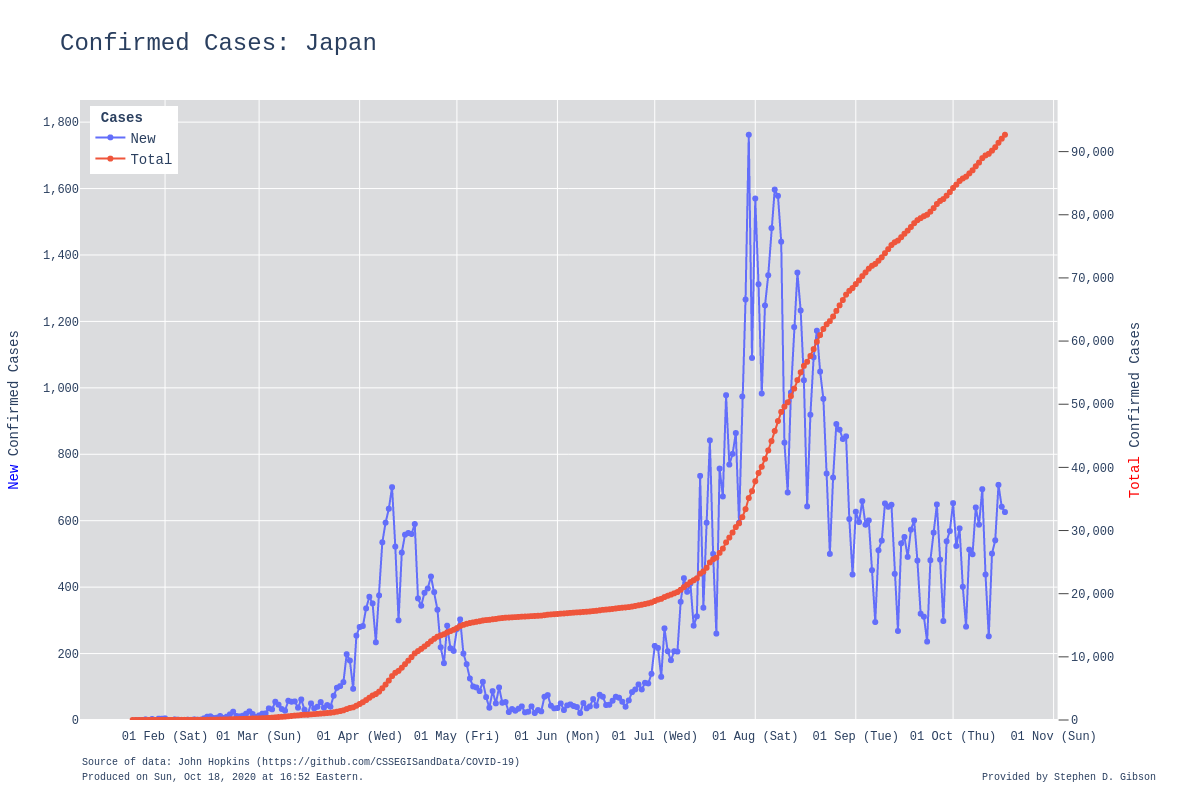 Confirmed Cases: Japan
Cases
New
Total
1,800
1,600
1,400
1,200
1,000
800
600
400
200
0
New Confirmed Cases
90,000
80,000
70,000
60,000
50,000
40,000
30,000
20,000
10,000
0
Total Confirmed Cases
01 Feb (Sat) 01 Mar (Sun) 01 Apr (Wed) 01 May (Fri) 01 Jun (Mon) 01 Jul (Wed) 01 Aug (Sat) 01 Sep (Tue) 01 Oct (Thu) 01 Nov (Sun)
Source of data: John Hopkins (https://github.com/CSSEGISandData/COVID-19)
Produced on Sun, Oct 18, 2020 at 16:52 Eastern.
Provided by Stephen D. Gibson